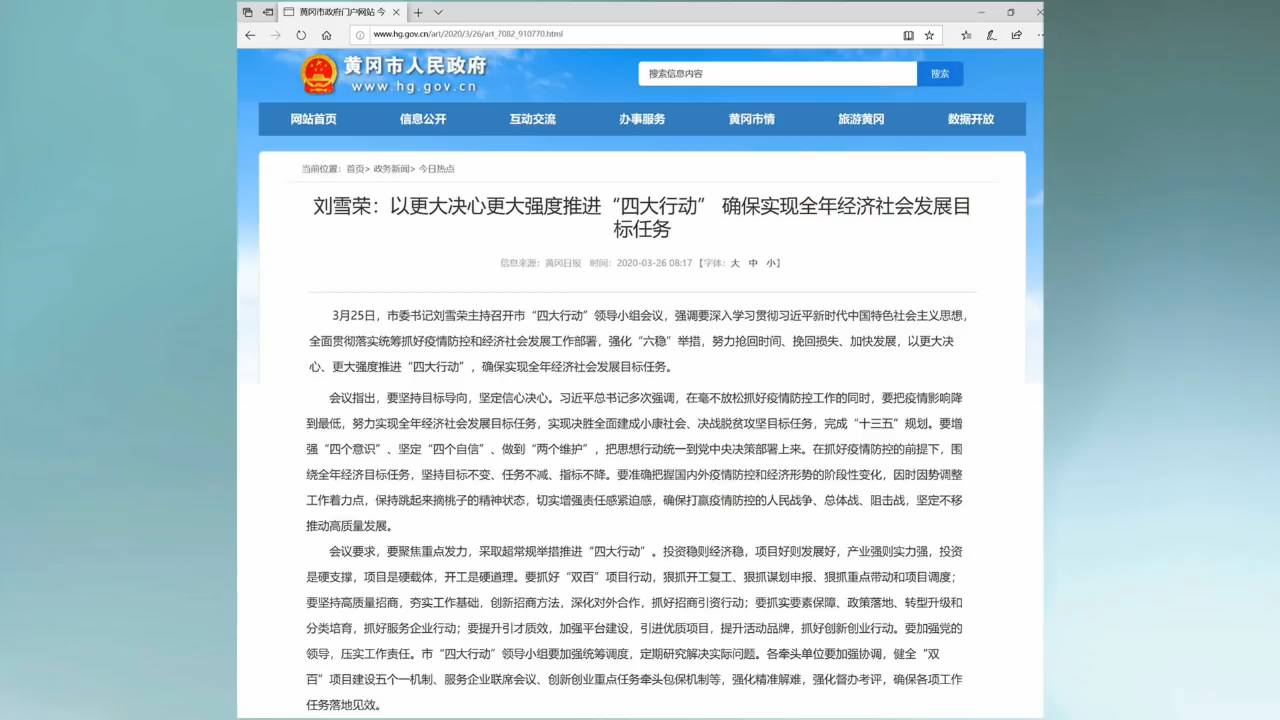 黄冈市政府门户网站 今
www.hg.gov.cn/art/2020/3/26/art_7082_910770.html
黄冈市人民政府
www.hg.gov.cn
搜索信息内容
搜索
网站首页 信息公开 互动交流 办事服务 黄冈市情 旅游黄冈 数据开放
当前位置：首页> 政务新闻> 今日热点
刘雪荣：以更大决心更大强度推进“四大行动” 确保实现全年经济社会发展目
标任务
信息来源：黄冈日报 时间：2020-03-26 08:17 【字体：大 中 小】
3月25日，市委书记刘雪荣主持召开市“四大行动”领导小组会议，强调要深入学习贯彻习近平新时代中国特色社会主义思想，
全面贯彻落实统筹抓好疫情防控和经济社会发展工作部署，强化“六稳”举措，努力抢回时间、挽回损失、加快发展，以更大决
心、更大强度推进“四大行动”，确保实现全年经济社会发展目标任务。
会议指出，要坚持目标导向，坚定信心决心。习近平总书记多次强调，在毫不放松抓好疫情防控工作的同时，要把疫情影响降
到最低，努力实现全年经济社会发展目标任务，实现决胜全面建成小康社会、决战脱贫攻坚目标任务，完成“十三五”规划。要增
强“四个意识”、坚定“四个自信”、做到“两个维护”，把思想行动统一到党中央决策部署上来。在抓好疫情防控的前提下，围
绕全年经济目标任务，坚持目标不变、任务不减、指标不降。要准确把握国内外疫情防控和经济形势的阶段性变化，因时因势调整
工作着力点，保持跳起来摘桃子的精神状态，切实增强责任感紧迫感，确保打赢疫情防控的人民战争、总体战、阻击战，坚定不移
推动高质量发展。
会议要求，要聚焦重点发力，采取超常规举措推进“四大行动”。投资稳则经济稳，项目好则发展好，产业强则实力强，投资
是硬支撑，项目是硬载体，开工是硬道理。要抓好“双百”项目行动，狠抓开工复工、狠抓谋划申报、狠抓重点带动和项目调度；
要坚持高质量招商，夯实工作基础，创新招商方法，深化对外合作，抓好招商引资行动；要抓实要素保障、政策落地、转型升级和
分类培育，抓好服务企业行动；要提升引才质效，加强平台建设，引进优质项目，提升活动品牌，抓好创新创业行动。要加强党的
领导，压实工作责任。市“四大行动”领导小组要加强统筹调度，定期研究解决实际问题。各牵头单位要加强协调，健全“双
百”项目建设五个一机制、服务企业联席会议、创新创业重点任务牵头包保机制等，强化精准解难，强化督办考评，确保各项工作
任务落地见效。